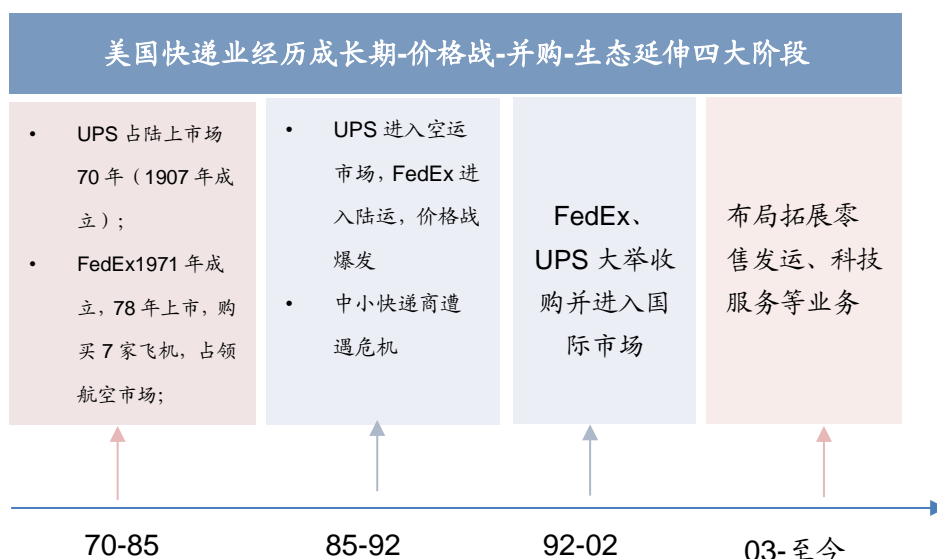 美国快递业经历成长期-价格战-并购-生态延伸四大阶段
• UPS 占陆上市场
70 年（1907 年成
立）；
• FedEx1971 年成
立，78 年上市，购
买 7 家飞机，占领
航空市场；
• UPS 进入空运
市场，FedEx 进
入陆运，价格战
爆发
• 中小快递商遭
遇危机
FedEx、
UPS 大举收
购并进入国
际市场
布局拓展零
售发运、科技
服务等业务
70-85
85-92
92-02
03-至今